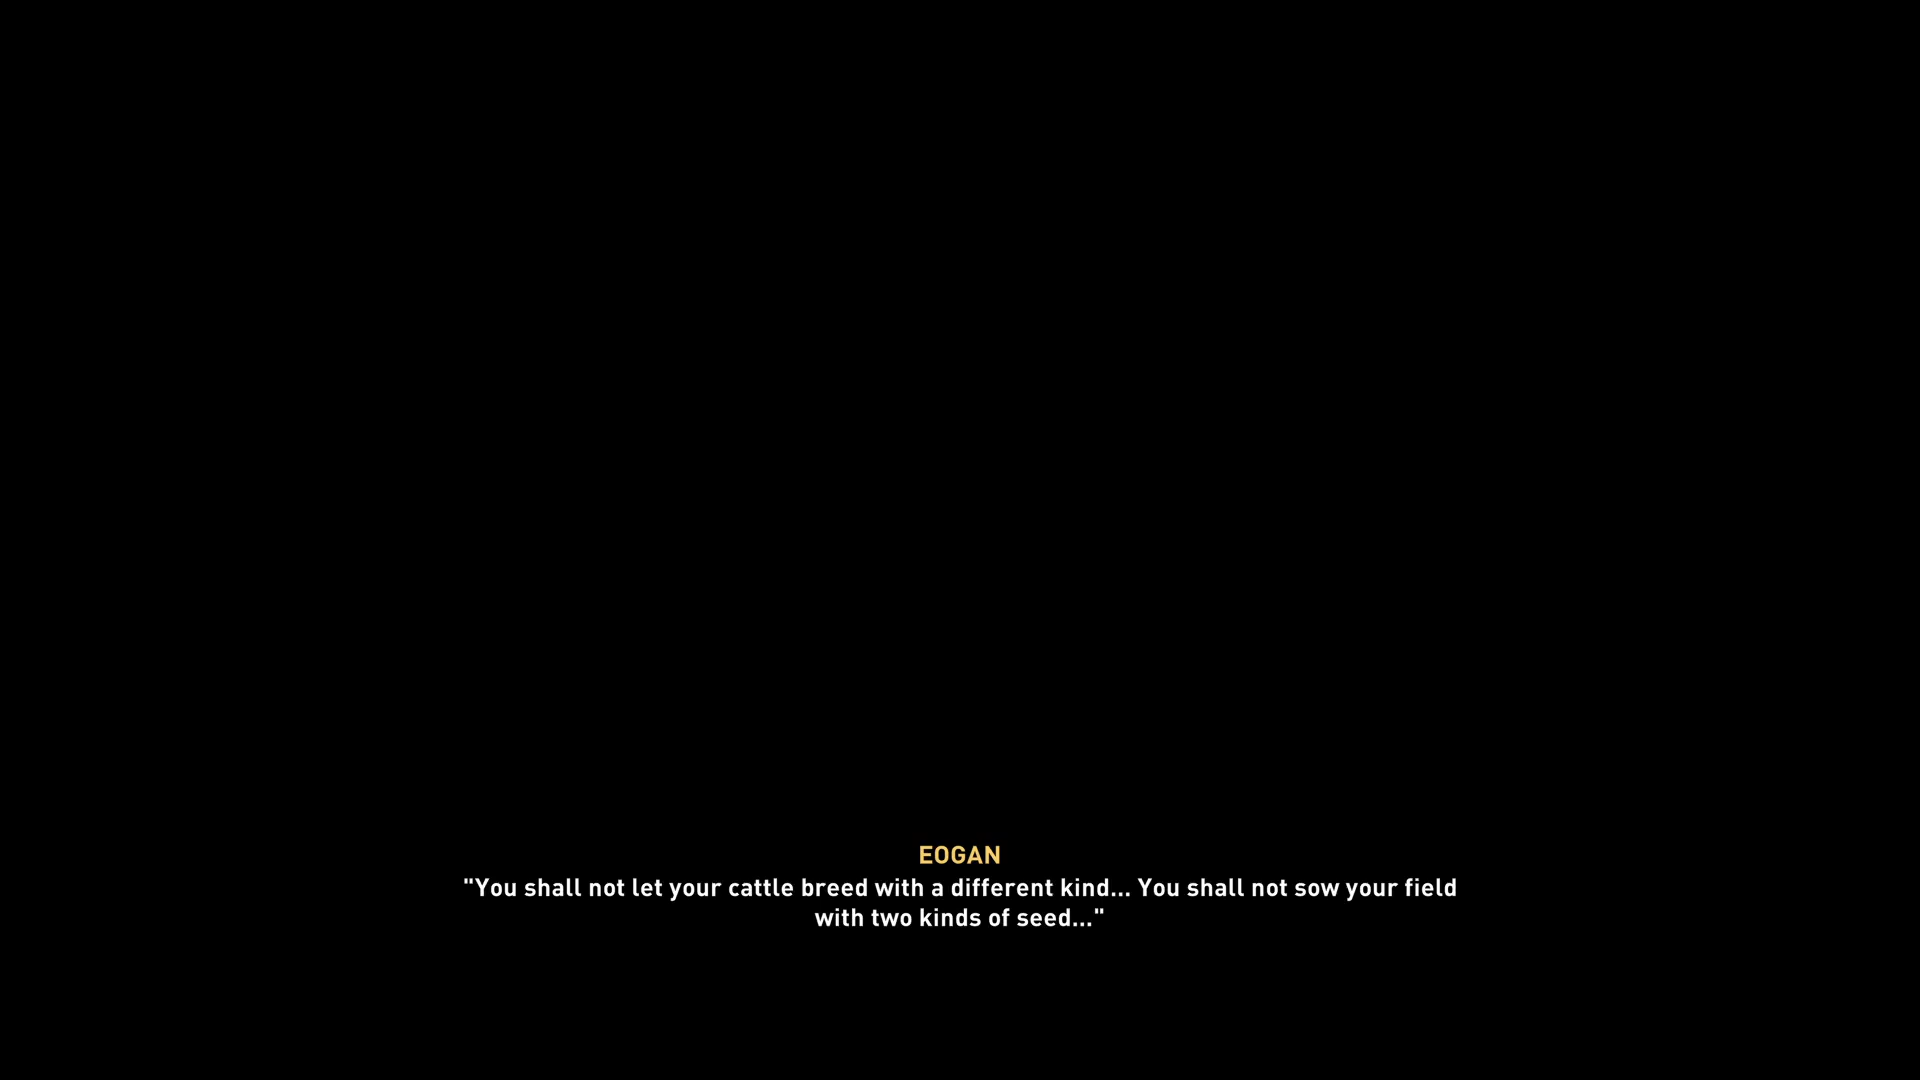 EOGAN
"You shall not let your cattle breed with a different kind... You shall not sow your field
with two kinds of seed..."